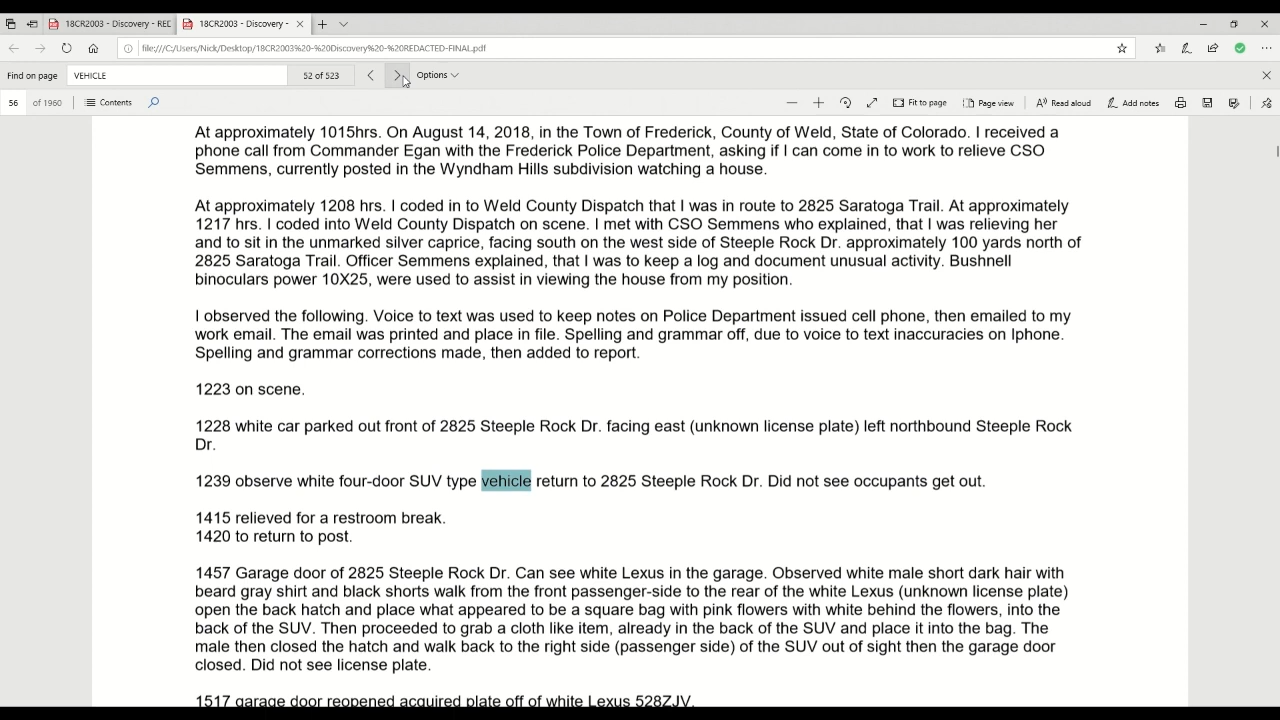 18CR2003 - Discovery - RED
18CR2003 - Discovery -
file:///C:/Users/Nick/Desktop/18CR2003%20-%20Discovery%20-%20REDACTED-FINAL.pdf
Find on page VEHICLE 52 of 523 Options
56 of 1960 Contents Fit to page Page view Read aloud Add notes
At approximately 1015hrs. On August 14, 2018, in the Town of Frederick, County of Weld, State of Colorado. I received a
phone call from Commander Egan with the Frederick Police Department, asking if I can come in to work to relieve CSO
Semmens, currently posted in the Wyndham Hills subdivision watching a house.
At approximately 1208 hrs. I coded in to Weld County Dispatch that I was in route to 2825 Saratoga Trail. At approximately
1217 hrs. I coded into Weld County Dispatch on scene. I met with CSO Semmens who explained, that I was relieving her
and to sit in the unmarked silver caprice, facing south on the west side of Steeple Rock Dr. approximately 100 yards north of
2825 Saratoga Trail. Officer Semmens explained, that I was to keep a log and document unusual activity. Bushnell
binoculars power 10X25, were used to assist in viewing the house from my position.
I observed the following. Voice to text was used to keep notes on Police Department issued cell phone, then emailed to my
work email. The email was printed and place in file. Spelling and grammar off, due to voice to text inaccuracies on Iphone.
Spelling and grammar corrections made, then added to report.
1223 on scene.
1228 white car parked out front of 2825 Steeple Rock Dr. facing east (unknown license plate) left northbound Steeple Rock
Dr.
1239 observe white four-door SUV type vehicle return to 2825 Steeple Rock Dr. Did not see occupants get out.
1415 relieved for a restroom break.
1420 to return to post.
1457 Garage door of 2825 Steeple Rock Dr. Can see white Lexus in the garage. Observed white male short dark hair with
beard gray shirt and black shorts walk from the front passenger-side to the rear of the white Lexus (unknown license plate)
open the back hatch and place what appeared to be a square bag with pink flowers with white behind the flowers, into the
back of the SUV. Then proceeded to grab a cloth like item, already in the back of the SUV and place it into the bag. The
male then closed the hatch and walk back to the right side (passenger side) of the SUV out of sight then the garage door
closed. Did not see license plate.
1517 garage door reopened acquired plate off of white Lexus 528ZJV.